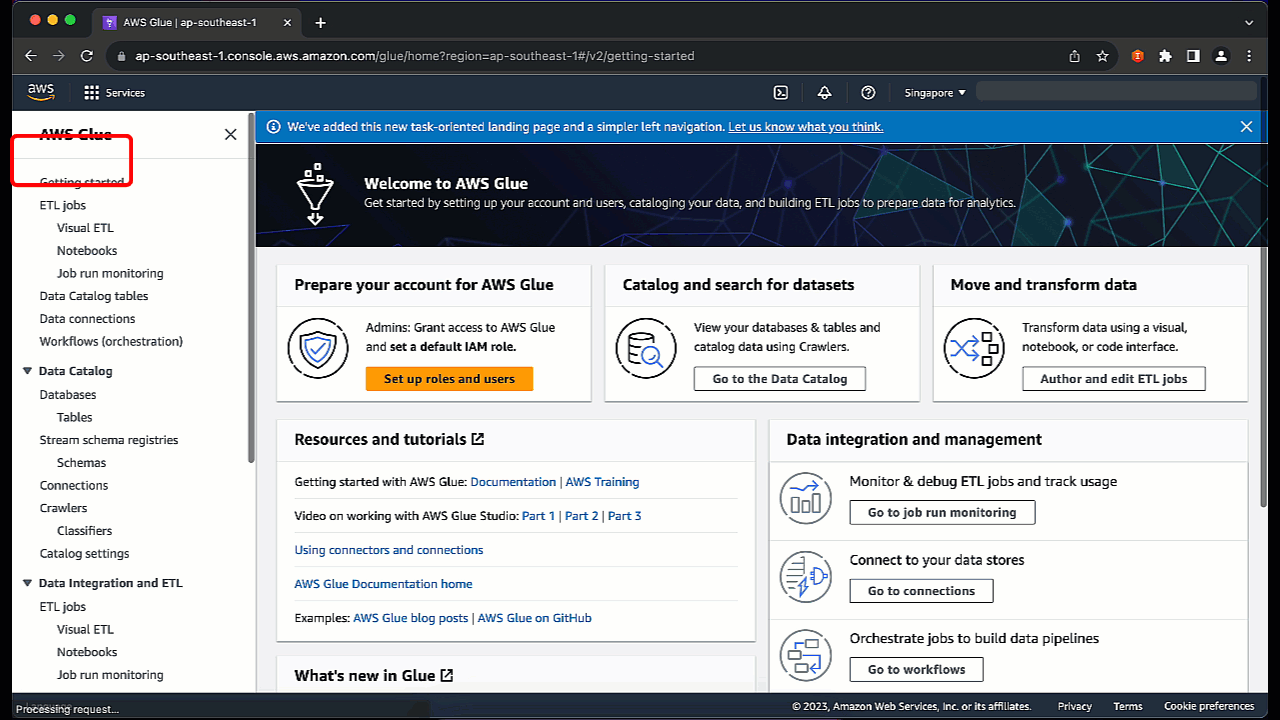 AWS Glue | ap-southeast-1
ap-southeast-1.console.aws.amazon.com/glue/home?region=ap-southeast-1#/v2/getting-started
aws
Services
Singapore
AWS Glue
Getting started
ETL jobs
Visual ETL
Notebooks
Job run monitoring
Data Catalog tables
Data connections
Workflows (orchestration)
Data Catalog
Databases
Tables
Stream schema registries
Schemas
Connections
Crawlers
Classifiers
Catalog settings
Data Integration and ETL
ETL jobs
Visual ETL
Notebooks
Job run monitoring
We've added this new task-oriented landing page and a simpler left navigation. Let us know what you think.
Welcome to AWS Glue
Get started by setting up your account and users, cataloging your data, and building ETL jobs to prepare data for analytics.
Prepare your account for AWS Glue
Admins: Grant access to AWS Glue
and set a default IAM role.
Set up roles and users
Catalog and search for datasets
View your databases & tables and
catalog data using Crawlers.
Go to the Data Catalog
Move and transform data
Transform data using a visual,
notebook, or code interface.
Author and edit ETL jobs
Resources and tutorials
Getting started with AWS Glue: Documentation | AWS Training
Video on working with AWS Glue Studio: Part 1 | Part 2 | Part 3
Using connectors and connections
AWS Glue Documentation home
Examples: AWS Glue blog posts | AWS Glue on GitHub
What's new in Glue
Data integration and management
Monitor & debug ETL jobs and track usage
Go to job run monitoring
Connect to your data stores
Go to connections
Orchestrate jobs to build data pipelines
Go to workflows
Processing request...
© 2023, Amazon Web Services, Inc. or its affiliates.
Privacy
Terms
Cookie preferences